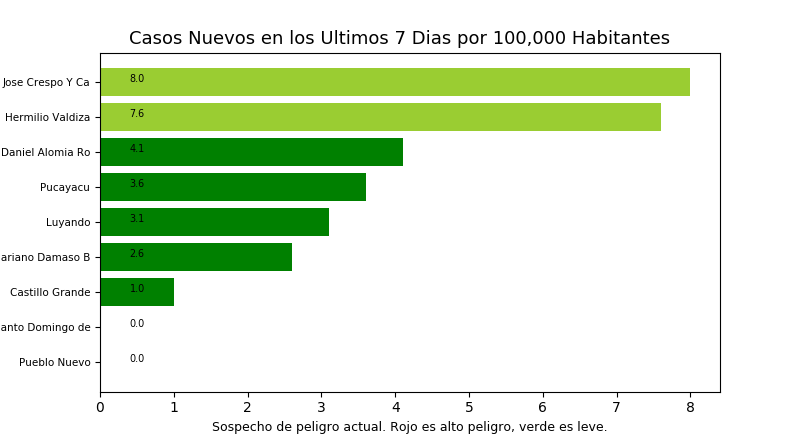 Casos Nuevos en los Ultimos 7 Dias por 100,000 Habitantes
Jose Crespo Y Ca 8.0
Hermilio Valdiza 7.6
Daniel Alomia Ro 4.1
Pucayacu 3.6
Luyando 3.1
ariano Damaso B 2.6
Castillo Grande 1.0
anto Domingo de 0.0
Pueblo Nuevo 0.0
0 1 2 3 4 5 6 7 8
Sospecho de peligro actual. Rojo es alto peligro, verde es leve.